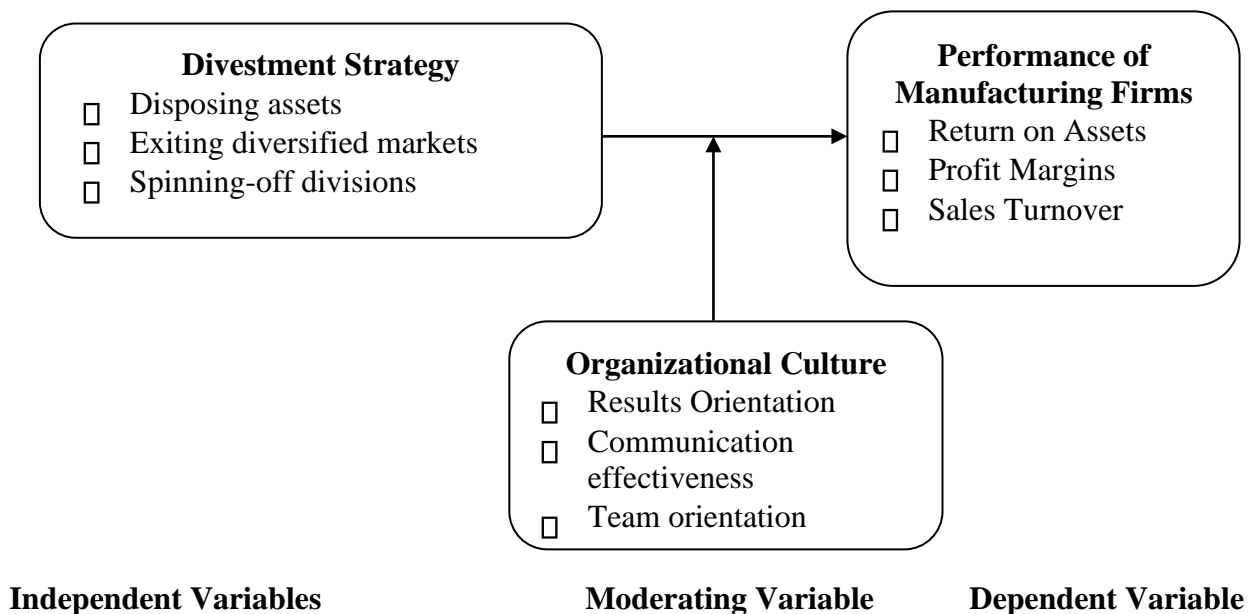 Divestment Strategy
Disposing assets
Exiting diversified markets
Spinning-off divisions
Performance of
Manufacturing Firms
Return on Assets
Profit Margins
Sales Turnover
Organizational Culture
Results Orientation
Communication
effectiveness
Team orientation
Independent Variables
Moderating Variable
Dependent Variable